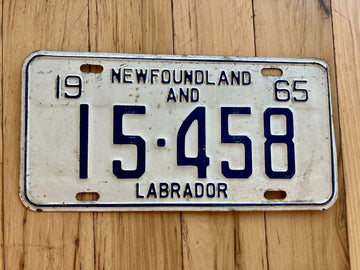 19 NEWFOUNDLAND 65
AND
15·458
LABRADOR